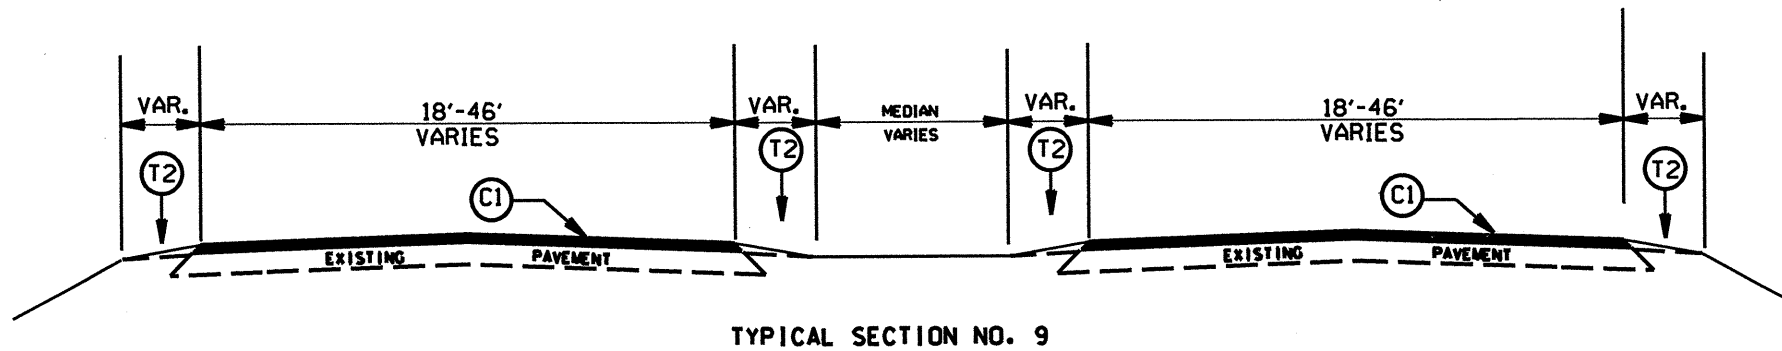 VAR.
18'-46'
VARIES
VAR.
MEDIAN
VARIES
VAR.
18'-46'
VARIES
VAR.
T2
T2
T2
T2
C1
C1
EXISTING PAVEMENT
EXISTING PAVEMENT
TYPICAL SECTION NO. 9